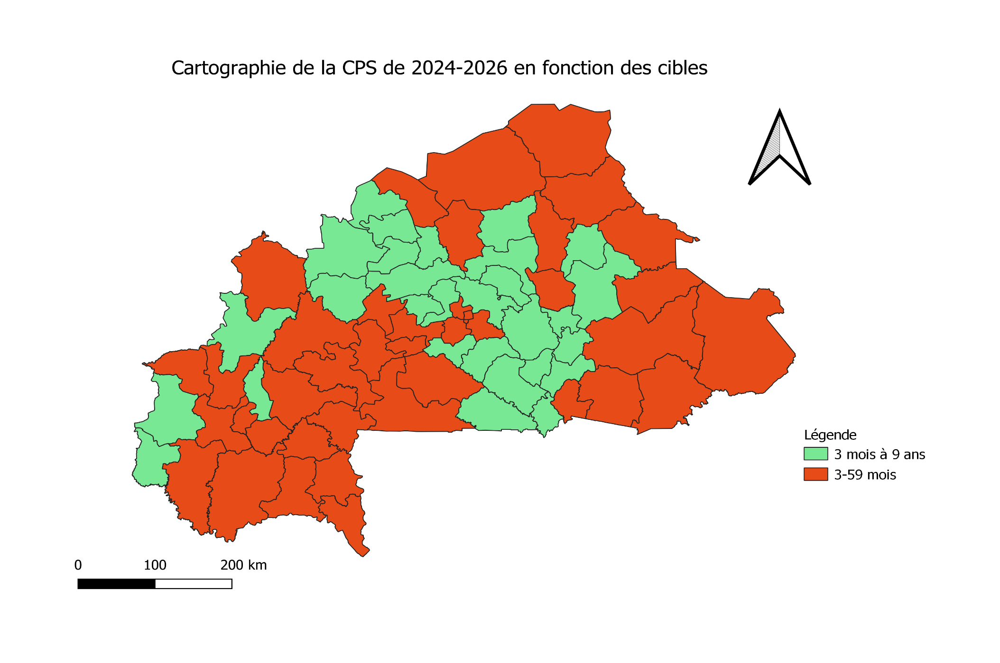 Cartographie de la CPS de 2024-2026 en fonction des cibles
Légende
3 mois à 9 ans
3-59 mois
0 100 200 km